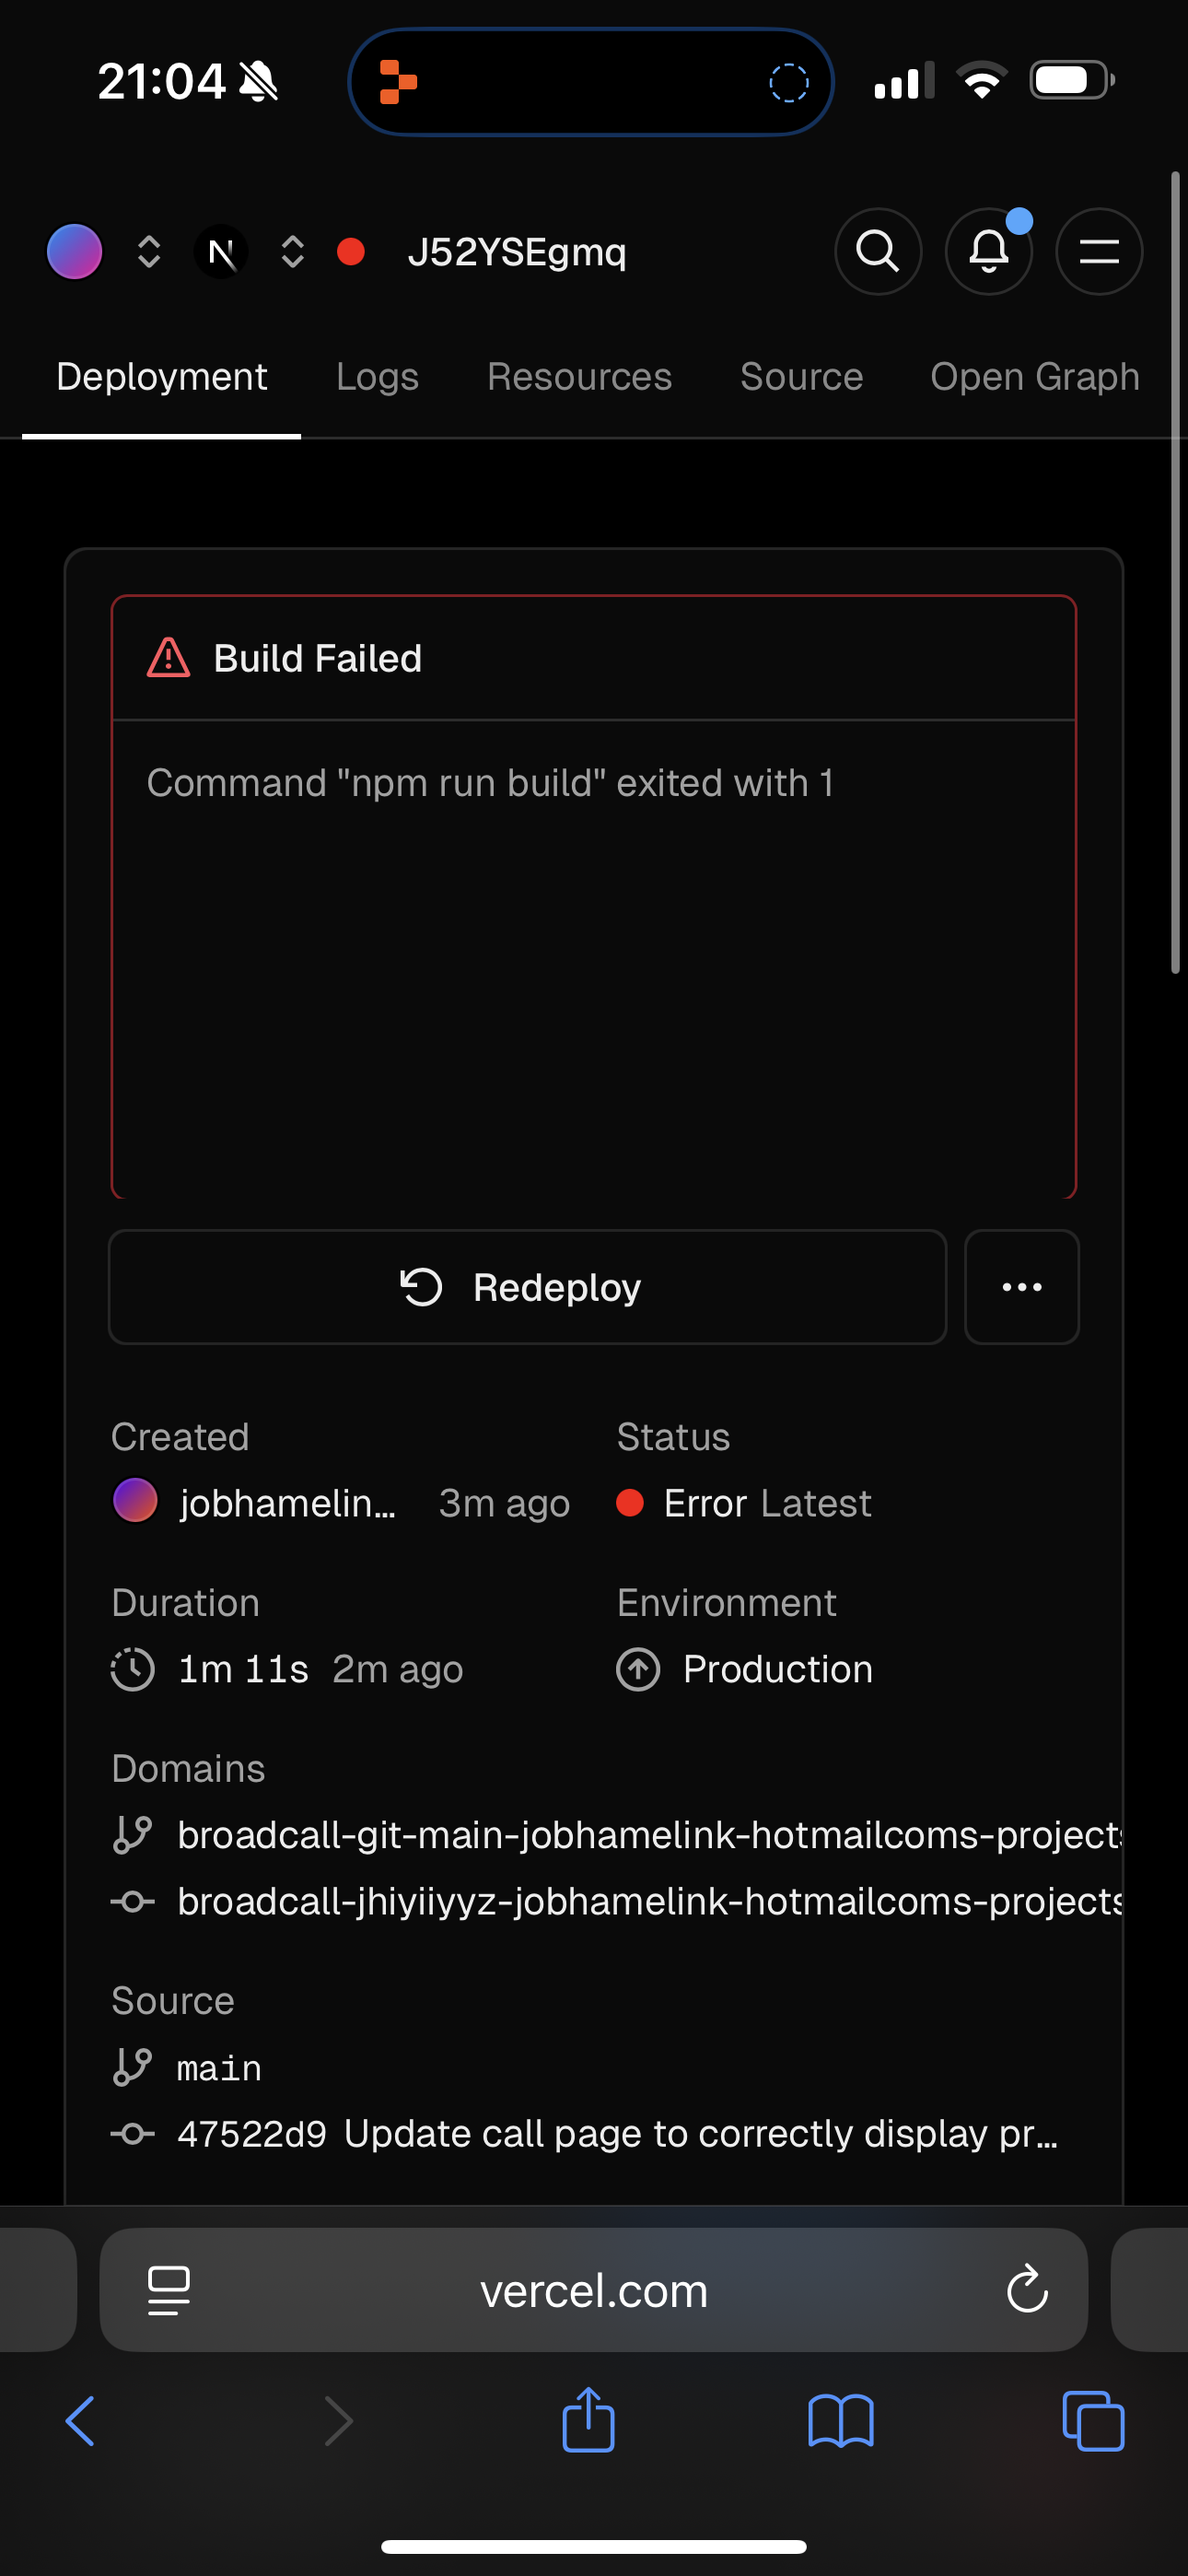 21:04
J52YSEgmq
Deployment Logs Resources Source Open Graph
Build Failed
Command "npm run build" exited with 1
Redeploy
Created Status
jobhamelin... 3m ago Error Latest
Duration Environment
1m 11s 2m ago Production
Domains
broadcall-git-main-jobhamelink-hotmailcoms-project
broadcall-jhiyiiyyz-jobhamelink-hotmailcoms-projects
Source
main
47522d9 Update call page to correctly display pr...
vercel.com